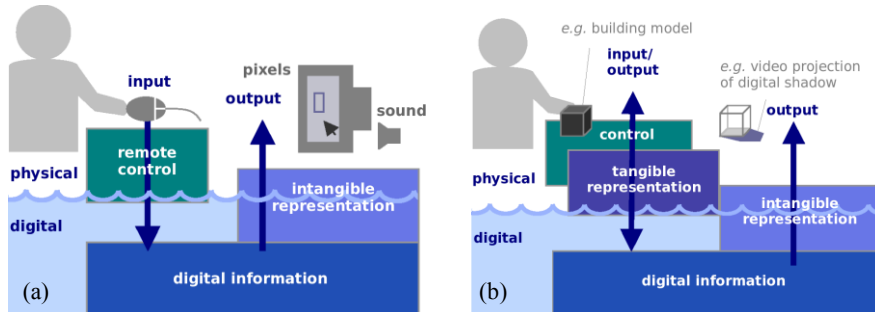 input
pixels
output
sound
remote
control
physical
intangible
representation
digital
digital information
(a)
e.g. building model
input/
output
e.g. video projection
of digital shadow
output
control
tangible
representation
physical
intangible
representation
digital
digital information
(b)